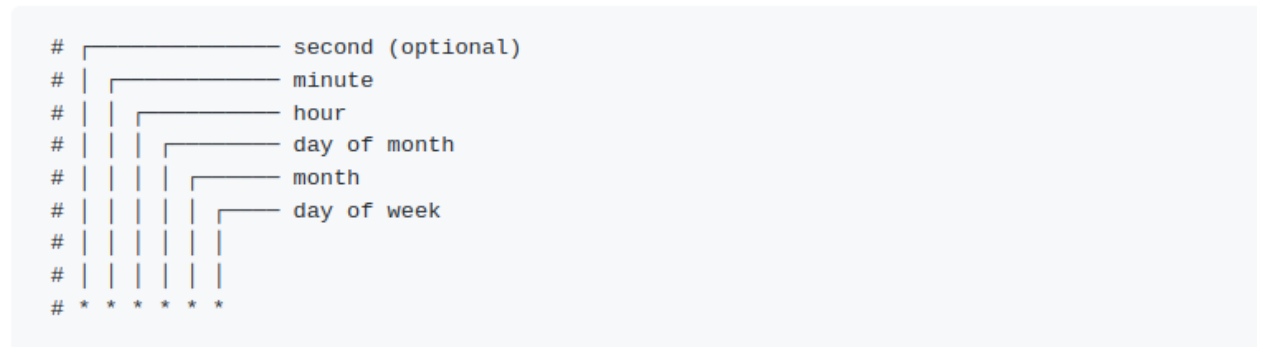 # ┌────────────── second (optional)
# │ ┌──────────── minute
# │ │ ┌────────── hour
# │ │ │ ┌──────── day of month
# │ │ │ │ ┌────── month
# │ │ │ │ │ ┌──── day of week
# │ │ │ │ │ │
# │ │ │ │ │ │
# * * * * * *